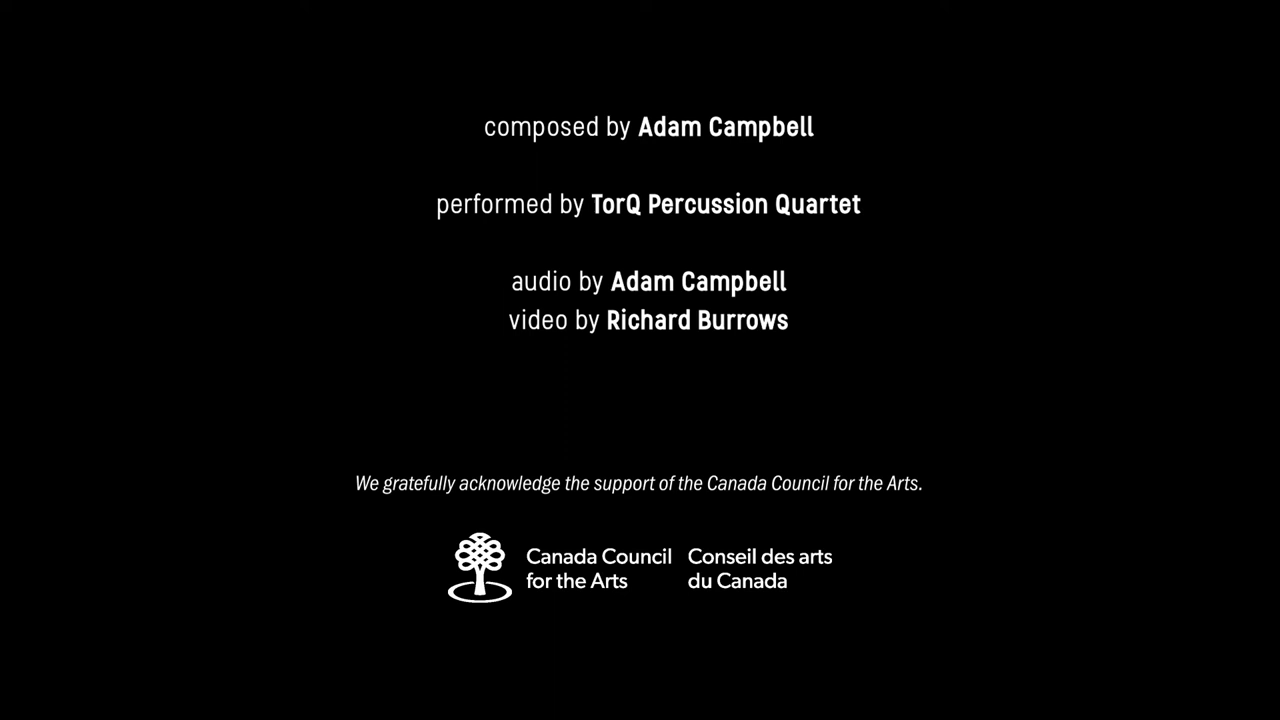 composed by Adam Campbell
performed by TorQ Percussion Quartet
audio by Adam Campbell
video by Richard Burrows
We gratefully acknowledge the support of the Canada Council for the Arts.
Canada Council Conseil des arts
for the Arts du Canada